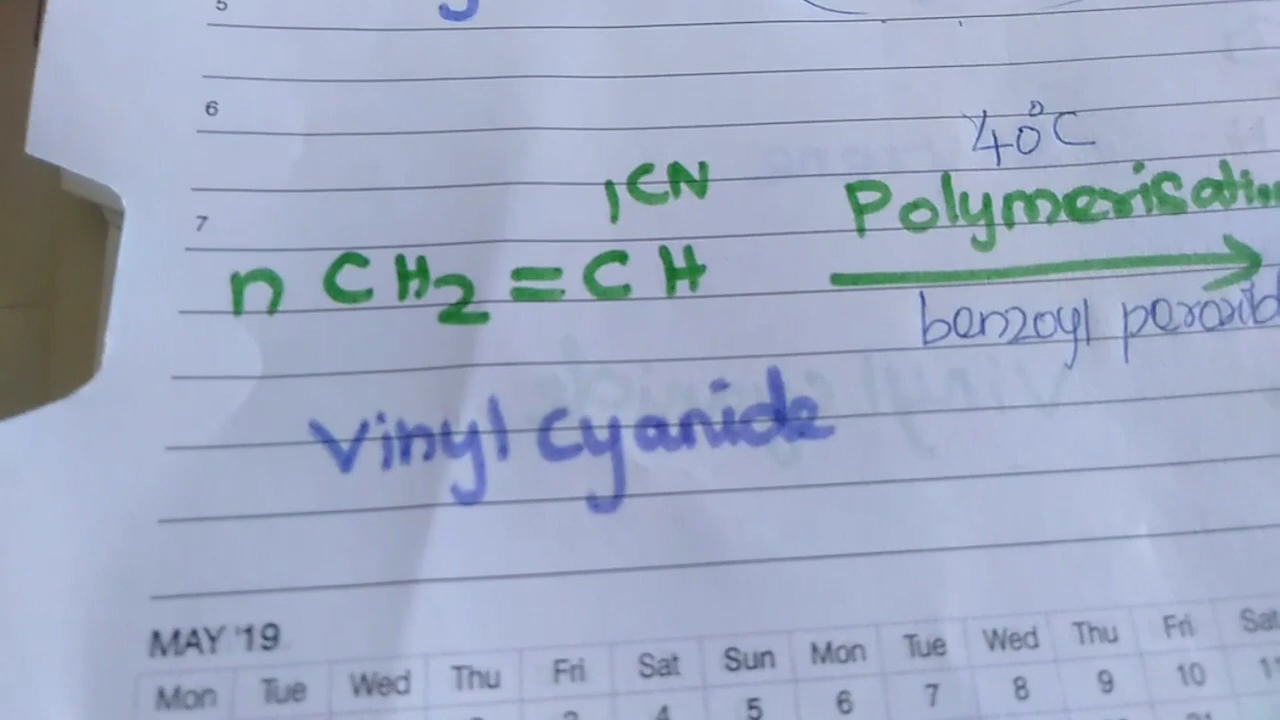 5
6
40°C
CN
Polymerisati
7
n CH2 = CH
benzoyl peroxid
Vinyl Cyanide
MAY '19
Mon Tue Wed Thu Fri Sat Sun Mon Tue Wed Thu Fri Sat
4 5 6 7 8 9 10